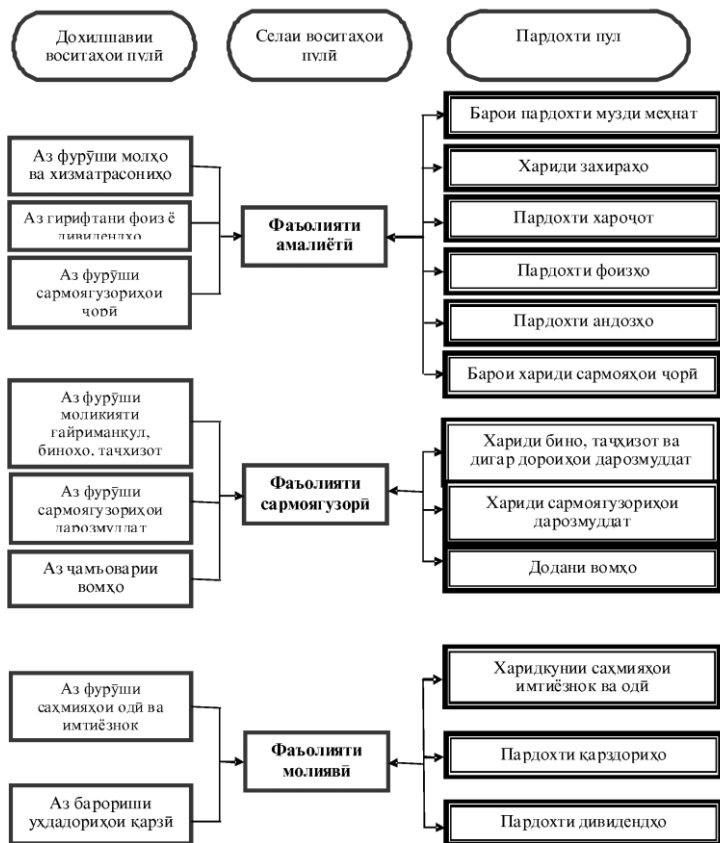 Дохилшавии
воситаҳои пулӣ
Селаи воситаҳои
пулӣ
Пардохти пул
Аз фурӯши молҳо
ва хизматрасониҳо
Аз гирифтани фоиз ё
дивидендҳо
Аз фурӯши
сармоягузориҳои
ҷорӣ
Фаъолияти
амалиётӣ
Барои пардохти музди меҳнат
Хариди захираҳо
Пардохти хароҷот
Пардохти фоизҳо
Пардохти андозҳо
Барои хариди сармояҳои ҷорӣ
Аз фурӯши
моликияти
ғайриманқул,
биноҳо, таҷҳизот
Аз фурӯши
сармоягузориҳои
дарозмуддат
Аз ҷамъоварии
вомҳо
Фаъолияти
сармоягузорӣ
Хариди бино, таҷҳизот ва
дигар дороиҳои дарозмуддат
Хариди сармоягузориҳои
дарозмуддат
Додани вомҳо
Аз фурӯши
саҳмияҳои одӣ ва
имтиёзнок
Аз барориши
уҳдадориҳои қарзӣ
Фаъолияти
молиявӣ
Харидкунии саҳмияҳои
имтиёзнок ва одӣ
Пардохти қарздориҳо
Пардохти дивидендҳо